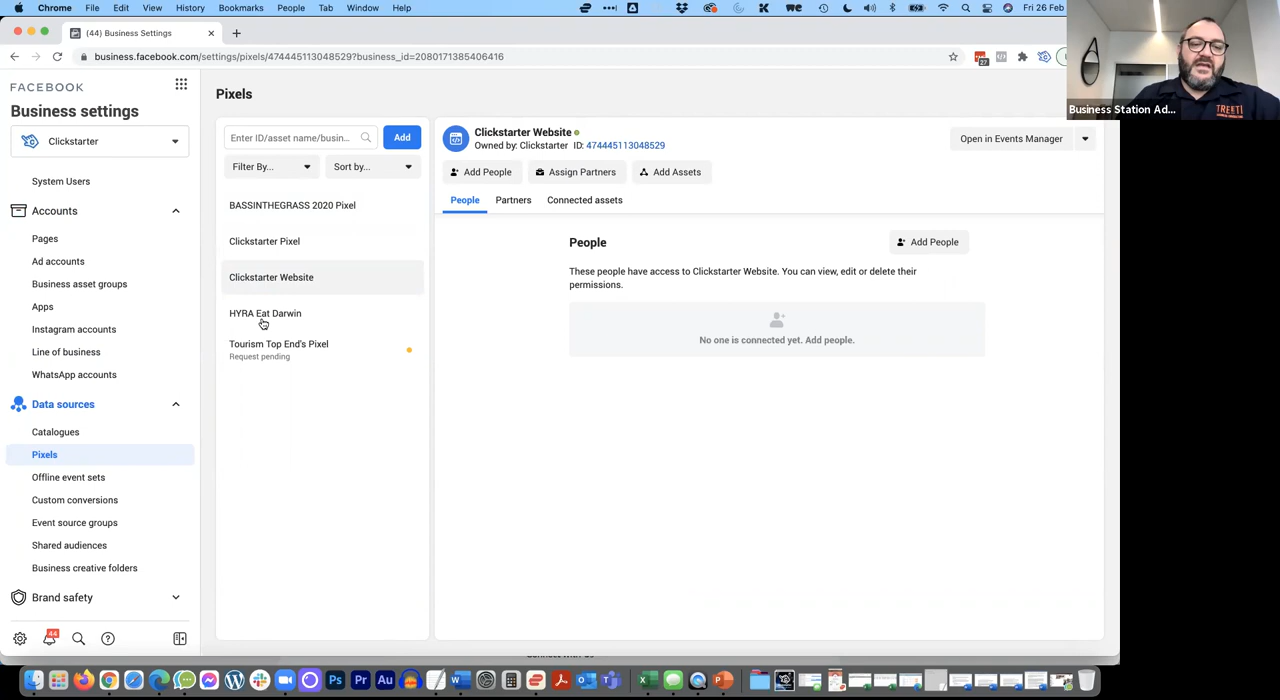 Chrome File Edit View History Bookmarks People Tab Window Help
Fri 26 Feb
(44) Business Settings
business.facebook.com/settings/pixels/474445113048529?business_id=2080171385406416
27
Business Station Ad...
TREETI
FACEBOOK
Business settings
Clickstarter
System Users
Accounts
Pages
Ad accounts
Business asset groups
Apps
Instagram accounts
Line of business
WhatsApp accounts
Data sources
Catalogues
Pixels
Offline event sets
Custom conversions
Event source groups
Shared audiences
Business creative folders
Brand safety
44
Pixels
Enter ID/asset name/busin...
Add
Filter By...
Sort by...
BASSINTHEGRASS 2020 Pixel
Clickstarter Pixel
Clickstarter Website
HYRA Eat Darwin
Tourism Top End's Pixel
Request pending
Clickstarter Website
Owned by: Clickstarter ID: 474445113048529
Open in Events Manager
Add People
Assign Partners
Add Assets
People
Partners
Connected assets
People
Add People
These people have access to Clickstarter Website. You can view, edit or delete their
permissions.
No one is connected yet. Add people.
Ps
Pr
Au